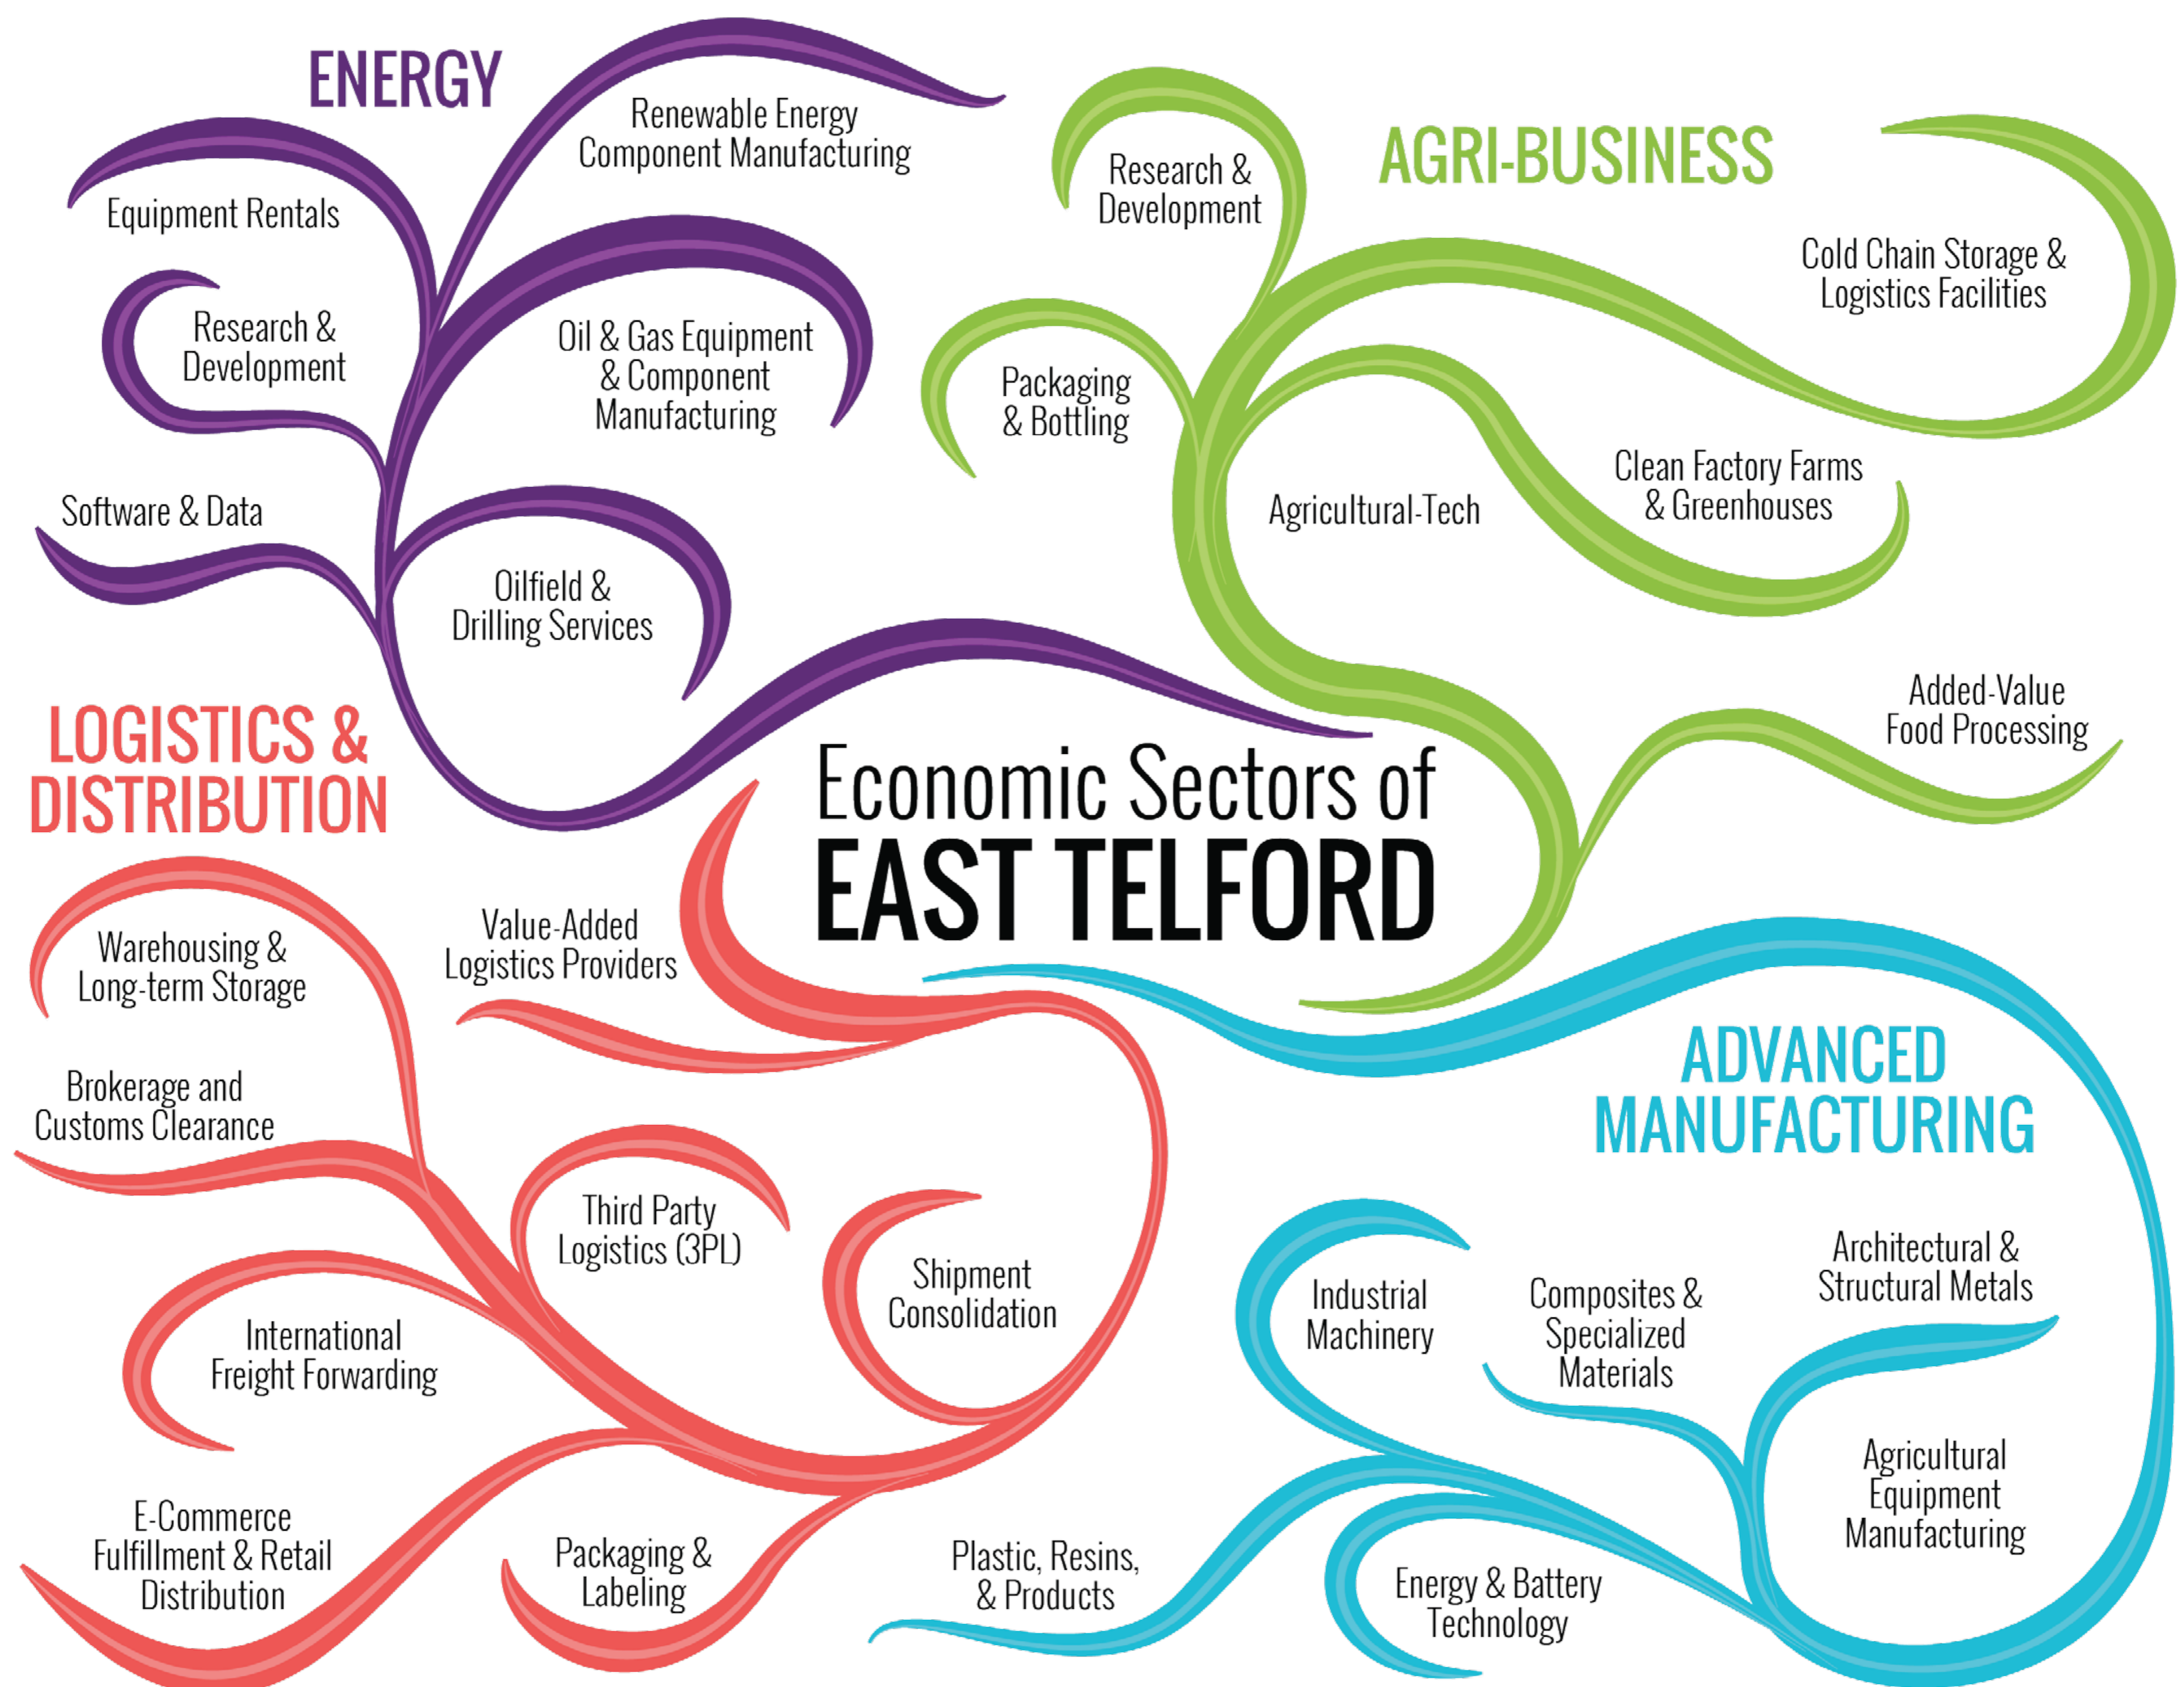 ENERGY
Renewable Energy
Component Manufacturing
Equipment Rentals
Research &
Development
Oil & Gas Equipment
& Component
Manufacturing
Software & Data
Oilfield &
Drilling Services
AGRI-BUSINESS
Research &
Development
Cold Chain Storage &
Logistics Facilities
Packaging
& Bottling
Agricultural-Tech
Clean Factory Farms
& Greenhouses
Added-Value
Food Processing
Economic Sectors of
EAST TELFORD
LOGISTICS &
DISTRIBUTION
Warehousing &
Long-term Storage
Value-Added
Logistics Providers
Brokerage and
Customs Clearance
Third Party
Logistics (3PL)
Shipment
Consolidation
International
Freight Forwarding
E-Commerce
Fulfillment & Retail
Distribution
Packaging &
Labeling
ADVANCED
MANUFACTURING
Industrial
Machinery
Composites &
Specialized
Materials
Architectural &
Structural Metals
Agricultural
Equipment
Manufacturing
Plastic, Resins,
& Products
Energy & Battery
Technology